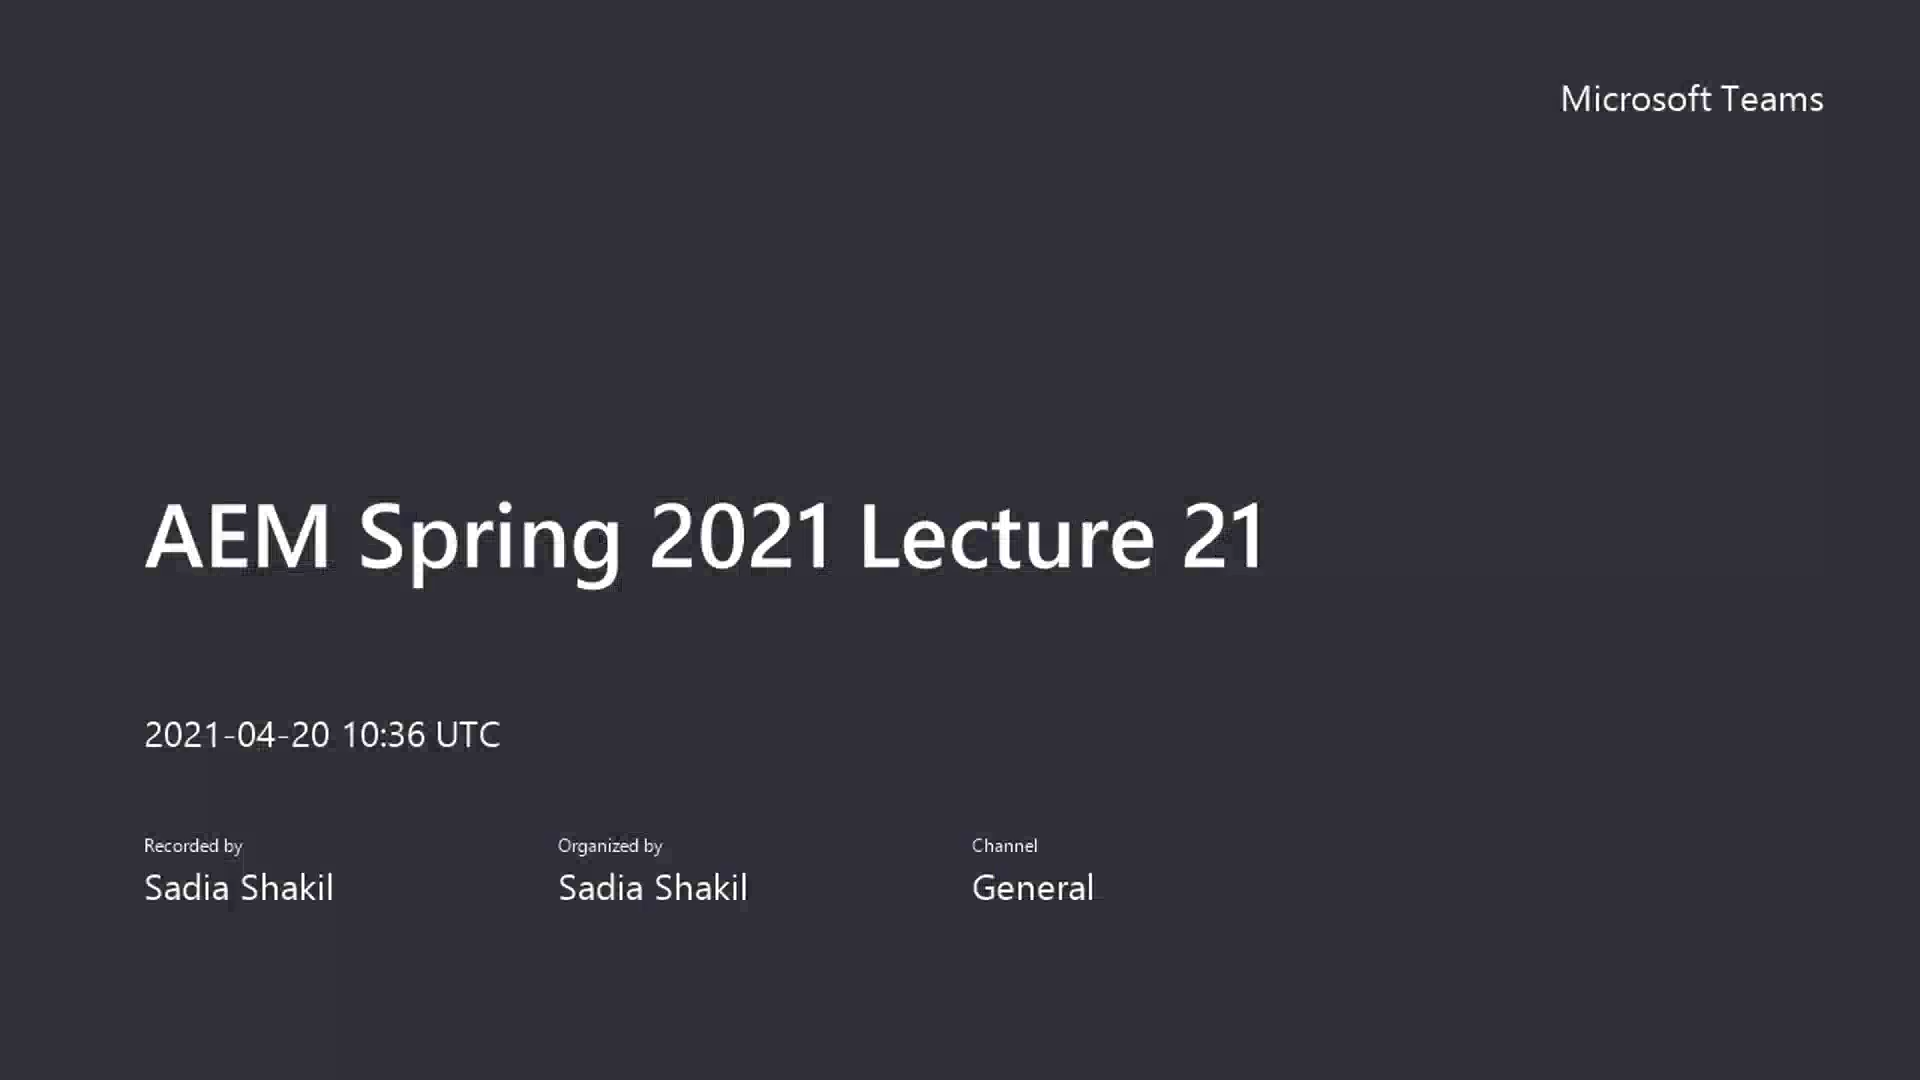 Microsoft Teams
AEM Spring 2021 Lecture 21
2021-04-20 10:36 UTC
Recorded by
Sadia Shakil
Organized by
Sadia Shakil
Channel
General